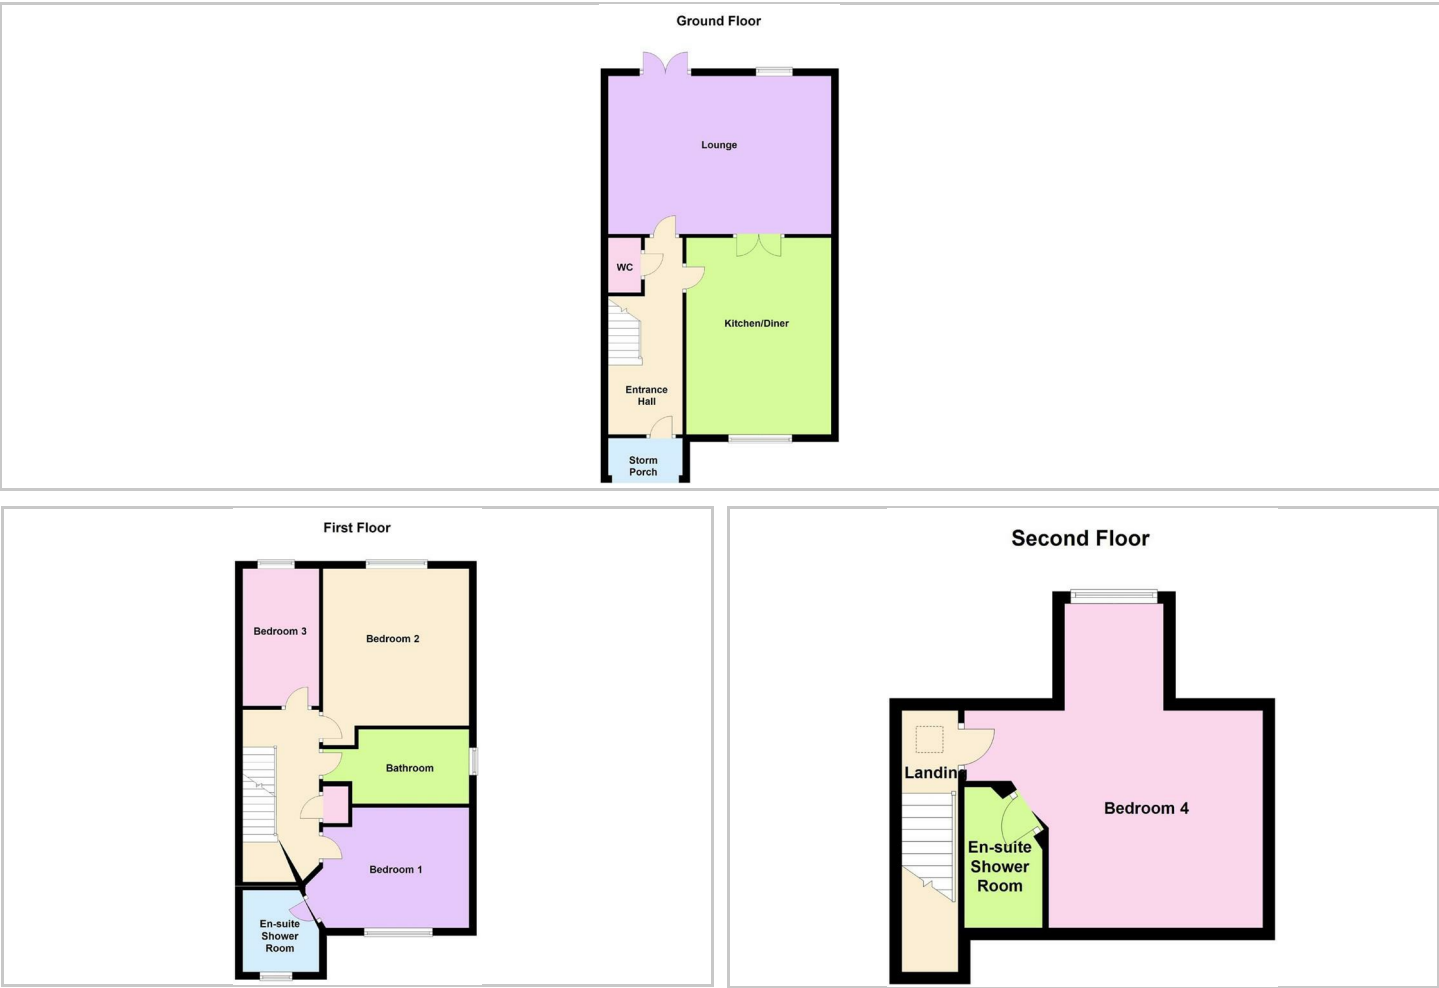 Ground Floor
Lounge
WC
Kitchen/Diner
Entrance
Hall
Storm
Porch
First Floor
Bedroom 3
Bedroom 2
Bathroom
Bedroom 1
En-suite
Shower
Room
Second Floor
Landin
Bedroom 4
En-suite
Shower
Room